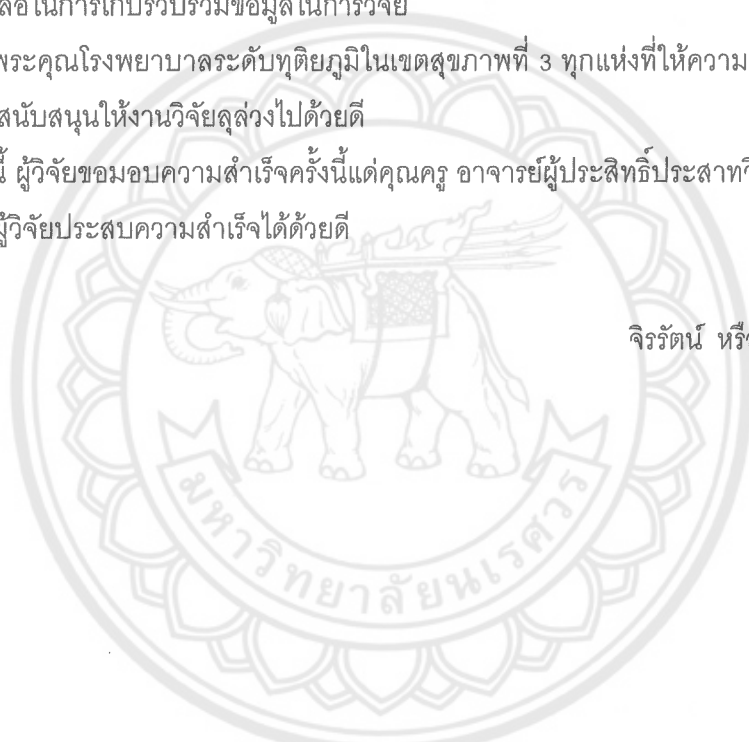 ลือในการเก็บรวบรวมข้อมูลในการวิจัย
พระคุณโรงพยาบาลระดับทุติยภูมิในเขตสุขภาพที่ 3 ทุกแห่งที่ให้ความ
สนับสนุนให้งานวิจัยลุล่วงไปด้วยดี
นี้ ผู้วิจัยขอมอบความสำเร็จครั้งนี้แด่คุณครู อาจารย์ผู้ประสิทธิ์ประสาท
ผู้วิจัยประสบความสำเร็จได้ด้วยดี
จิรรัตน์
มหาวิทยาลัยนเรศวร